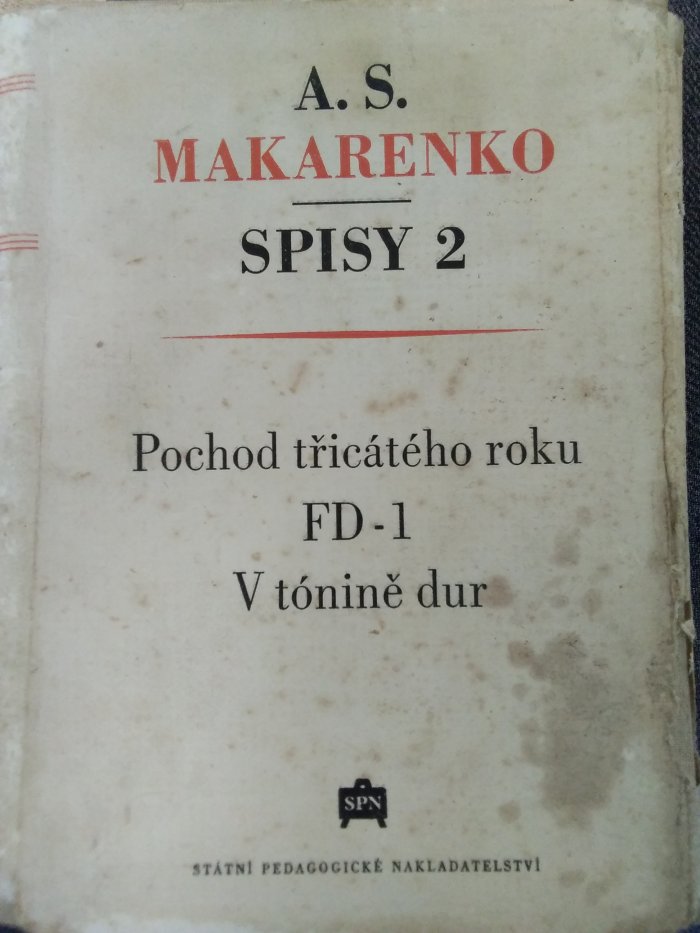 A. S.
MAKARENKO
SPISY 2
Pochod třicátého roku
FD-1
V tónině dur
SPN
STÁTNÍ PEDAGOGICKÉ NAKLADATELSTVÍ